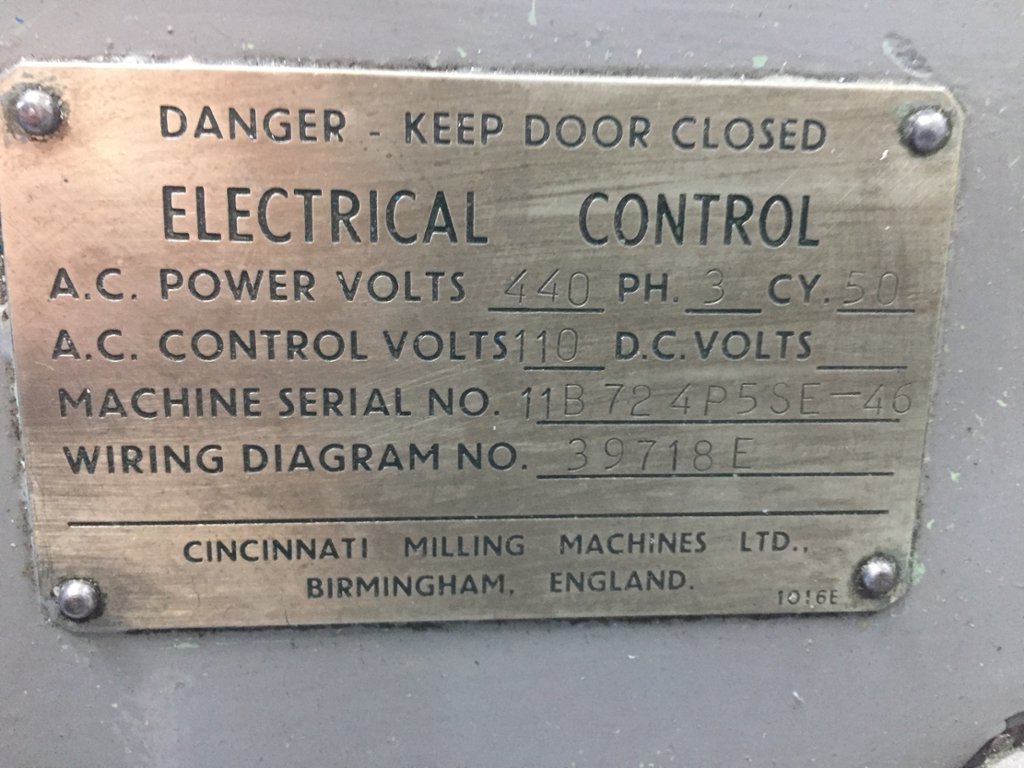 DANGER - KEEP DOOR CLOSED
ELECTRICAL CONTROL
A.C. POWER VOLTS 440 PH. 3 CY. 50
A.C. CONTROL VOLTS 110 D.C. VOLTS
MACHINE SERIAL NO. 11B724P5SE-46
WIRING DIAGRAM NO. 39718E
CINCINNATI MILLING MACHINES LTD.,
BIRMINGHAM, ENGLAND.
1016E